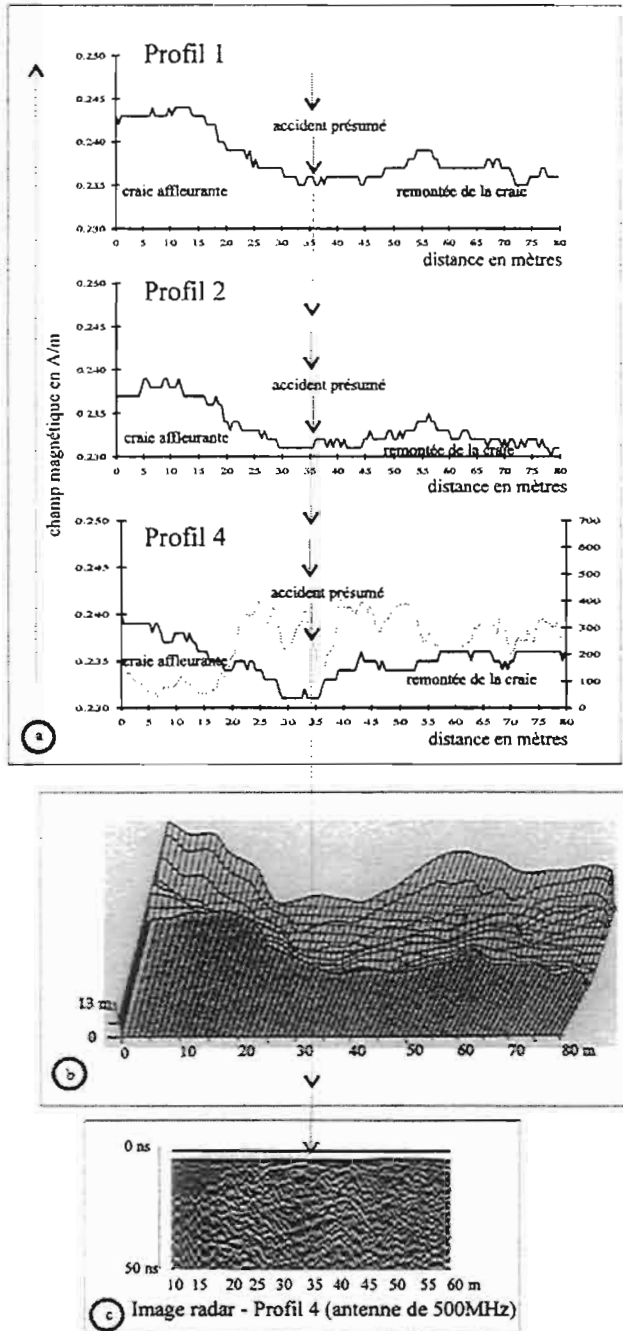 Profil 1
0.250
0.245
0.240
0.235
0.230
accident présumé
craie affleurante
remontée de la craie
0 5 10 15 20 25 30 35 40 45 50 55 60 65 70 75 80
distance en mètres
Profil 2
0.250
0.245
0.240
0.235
0.230
accident présumé
craie affleurante
remontée de la craie
0 5 10 15 20 25 30 35 40 45 50 55 60 65 70 75 80
distance en mètres
champ magnétique en A/m
Profil 4
0.250
0.245
0.240
0.235
0.230
700
600
500
400
300
200
100
0
accident présumé
craie affleurante
remontée de la craie
0 5 10 15 20 25 30 35 40 45 50 55 60 65 70 75 80
distance en mètres
a
13 m
0
0 10 20 30 40 50 60 70 80 m
b
0 ns
50 ns
10 15 20 25 30 35 40 45 50 55 60 m
c Image radar - Profil 4 (antenne de 500MHz)